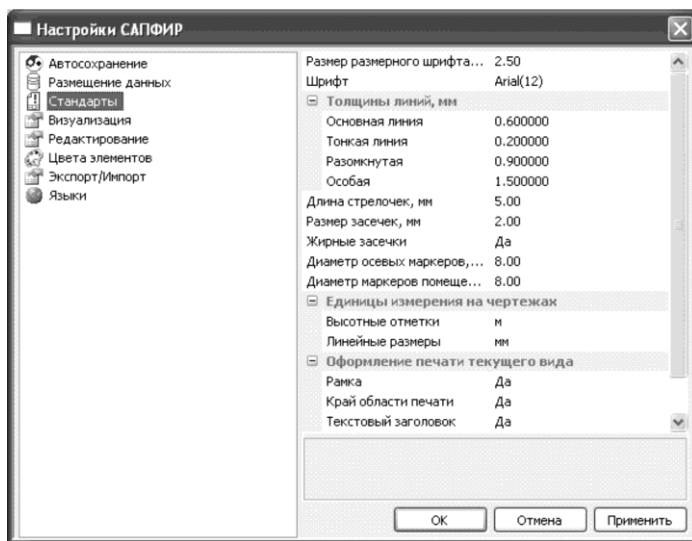 Настройки САПФИР
Автосохранение
Размещение данных
Стандарты
Визуализация
Редактирование
Цвета элементов
Экспорт/Импорт
Языки
Размер размерного шрифта... 2.50
Шрифт Arial(12)
Толщины линий, мм
Основная линия 0.600000
Тонкая линия 0.200000
Разомкнутая 0.900000
Особая 1.500000
Длина стрелочек, мм 5.00
Размер засечек, мм 2.00
Жирные засечки Да
Диаметр осевых маркеров,... 8.00
Диаметр маркеров помеще... 8.00
Единицы измерения на чертежах
Высотные отметки м
Линейные размеры мм
Оформление печати текущего вида
Рамка Да
Край области печати Да
Текстовый заголовок Да
ОК Отмена Применить